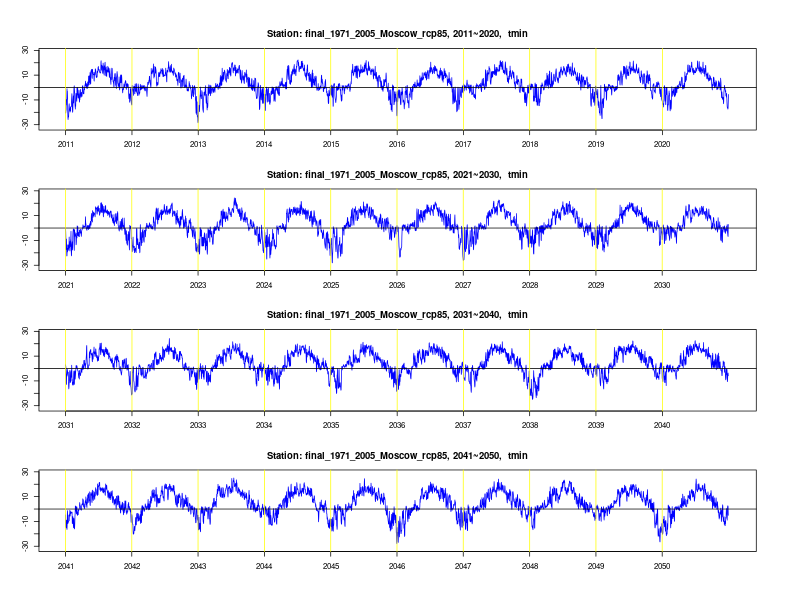 Station: final_1971_2005_Moscow_rcp85, 2011~2020, tmin
30
10
-10
-30
2011 2012 2013 2014 2015 2016 2017 2018 2019 2020
Station: final_1971_2005_Moscow_rcp85, 2021~2030, tmin
30
10
-10
-30
2021 2022 2023 2024 2025 2026 2027 2028 2029 2030
Station: final_1971_2005_Moscow_rcp85, 2031~2040, tmin
30
10
-10
-30
2031 2032 2033 2034 2035 2036 2037 2038 2039 2040
Station: final_1971_2005_Moscow_rcp85, 2041~2050, tmin
30
10
-10
-30
2041 2042 2043 2044 2045 2046 2047 2048 2049 2050